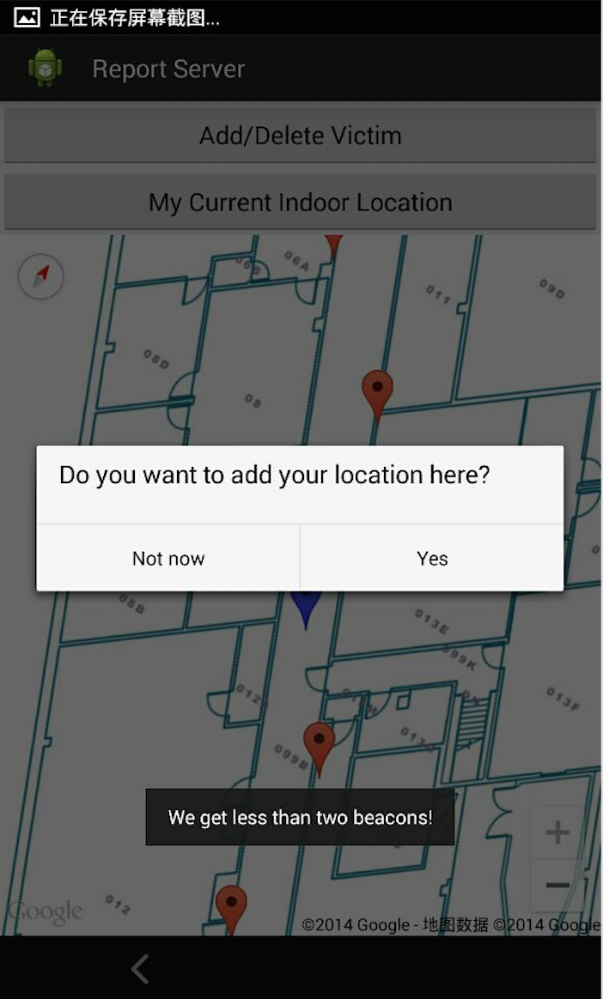 正在保存屏幕截图...
Report Server
Add/Delete Victim
My Current Indoor Location
06B
06A
011
09D
08D
08
Do you want to add your location here?
Not now
Yes
08B
013E
099K
013F
099B
We get less than two beacons!
012
Google
©2014 Google - 地图数据 ©2014 Google